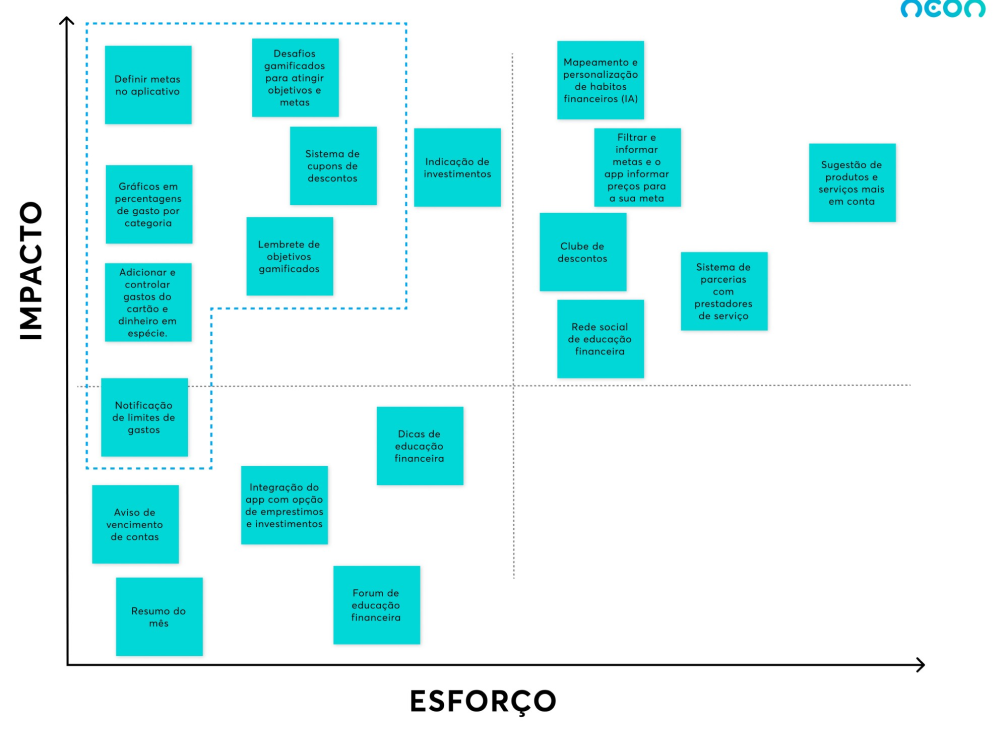 neon
Definir metas
no aplicativo
Desafios
gamificados
para atingir
objetivos e
metas
Mapeamento e
personalização
de habitos
financeiros (IA)
Sistema de
cupons de
descontos
Indicação de
investimentos
Filtrar e
informar
metas e o
app informar
preços para
a sua meta
Sugestão de
produtos e
serviços mais
em conta
Gráficos em
percentagens
de gasto por
categoria
Lembrete de
objetivos
gamificados
Clube de
descontos
Sistema de
parcerias
com
prestadores
de serviço
Adicionar e
controlar
gastos do
cartão e
dinheiro em
espécie.
Rede social
de educação
financeira
IMPACTO
Notificação
de limites de
gastos
Dicas de
educação
financeira
Integração do
app com opção
de emprestimos
e investimentos
Aviso de
vencimento
de contas
Forum de
educação
financeira
Resumo do
mês
ESFORÇO